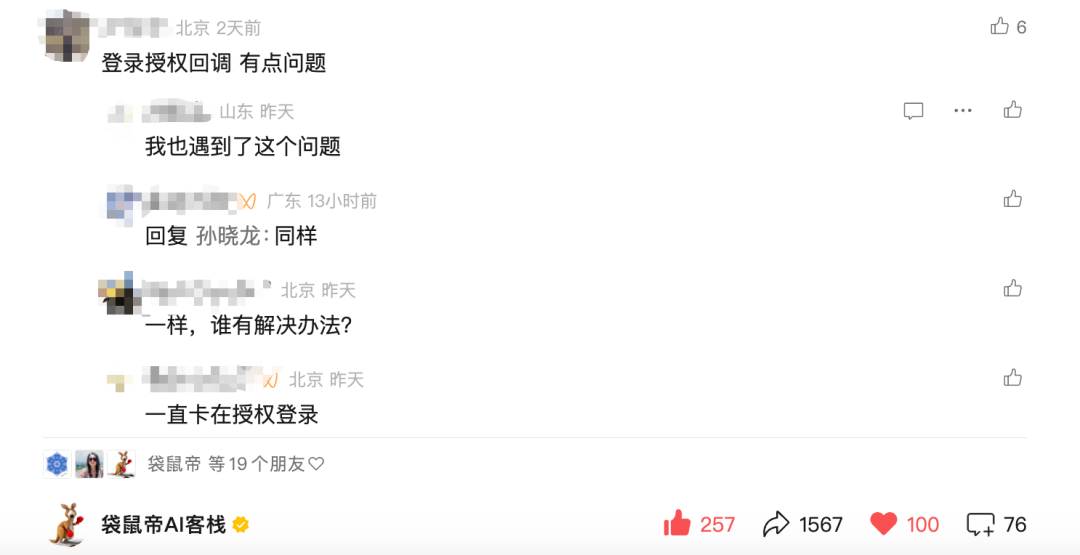 北京 2天前
6
登录授权回调 有点问题
山东 昨天
我也遇到了这个问题
广东 13小时前
回复 孙晓龙:同样
北京 昨天
一样，谁有解决办法?
北京 昨天
一直卡在授权登录
袋鼠帝 等19个朋友♡
袋鼠帝AI客栈
257
1567
100
76